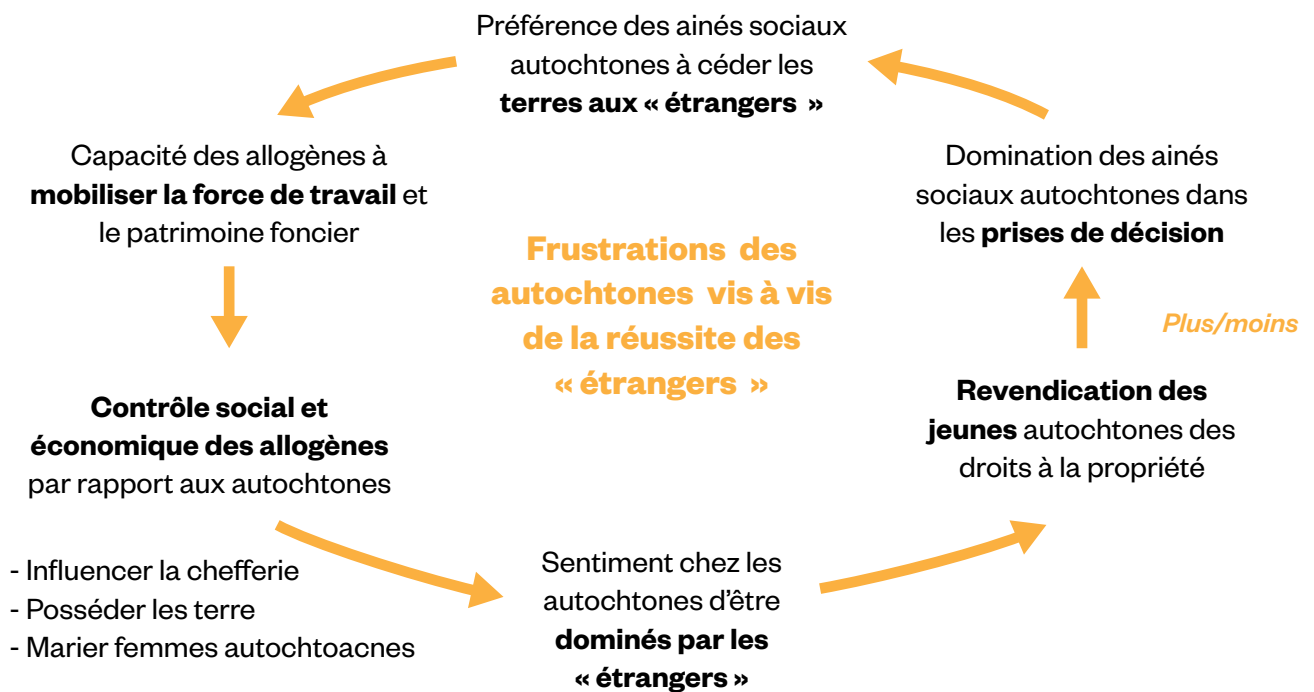 Préférence des ainés sociaux
autochtones à céder les
terres aux « étrangers »
Capacité des allogènes à
mobiliser la force de travail et
le patrimoine foncier
Domination des ainés
sociaux autochtones dans
les prises de décision
Frustrations des
autochtones vis à vis
de la réussite des
« étrangers »
Plus/moins
Contrôle social et
économique des allogènes
par rapport aux autochtones
Revendication des
jeunes autochtones des
droits à la propriété
- Influencer la chefferie
- Posséder les terre
- Marier femmes autochtoacnes
Sentiment chez les
autochtones d’être
dominés par les
« étrangers »